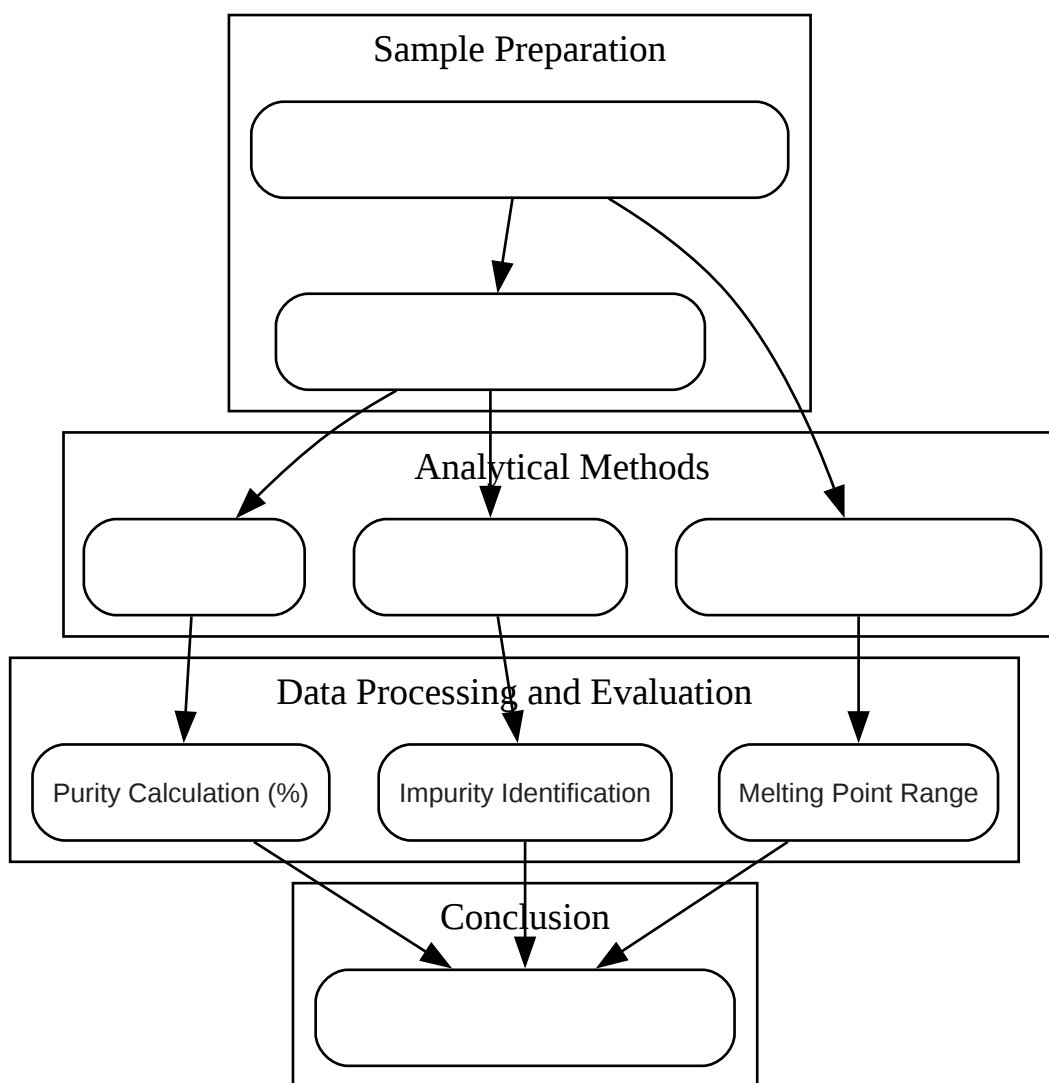 Sample Preparation
Analytical Methods
Data Processing and Evaluation
Purity Calculation (%)
Impurity Identification
Melting Point Range
Conclusion